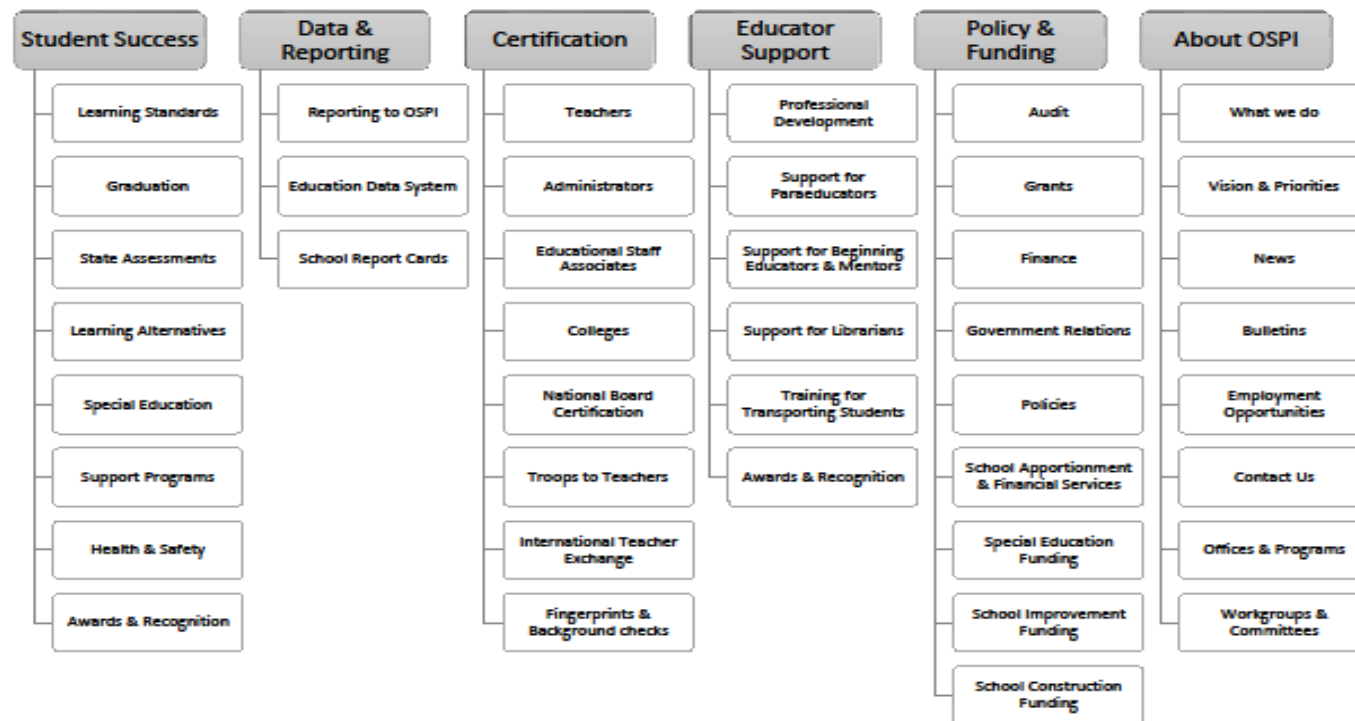 Student Success
Learning Standards
Graduation
State Assessments
Learning Alternatives
Special Education
Support Programs
Health & Safety
Awards & Recognition
Data &
Reporting
Reporting to OSPI
Education Data System
School Report Cards
Certification
Teachers
Administrators
Educational Staff
Associates
Colleges
National Board
Certification
Troops to Teachers
International Teacher
Exchange
Fingerprints &
Background checks
Educator
Support
Professional
Development
Support for
Paraeducators
Support for Beginning
Educators & Mentors
Support for Librarians
Training for
Transporting Students
Awards & Recognition
Policy &
Funding
Audit
Grants
Finance
Government Relations
Policies
School Apportionment
& Financial Services
Special Education
Funding
School Improvement
Funding
School Construction
Funding
About OSPI
What we do
Vision & Priorities
News
Bulletins
Employment
Opportunities
Contact Us
Offices & Programs
Workgroups &
Committees